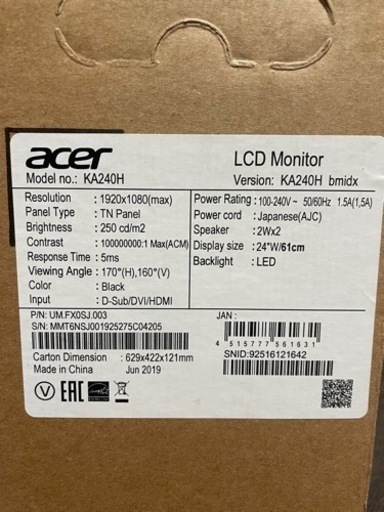 acer
Model no.: KA240H
LCD Monitor
Version: KA240H bmidx
Resolution : 1920x1080(max)
Panel Type : TN Panel
Brightness : 250 cd/m2
Contrast : 100000000:1 Max(ACM)
Response Time : 5ms
Viewing Angle : 170°(H),160°(V)
Color : Black
Input : D-Sub/DVI/HDMI
Power Rating : 100-240V~ 50/60Hz 1.5A(1,5A)
Power cord : Japanese(AJC)
Speaker : 2Wx2
Display size : 24"W/61cm
Backlight : LED
P/N: UM.FX0SJ.003
S/N: MMT6NSJ001925275C04205
JAN :
4 515777 561631
SNID:92516121642
Carton Dimension : 629x422x121mm
Made in China Jun 2019
V
EAC